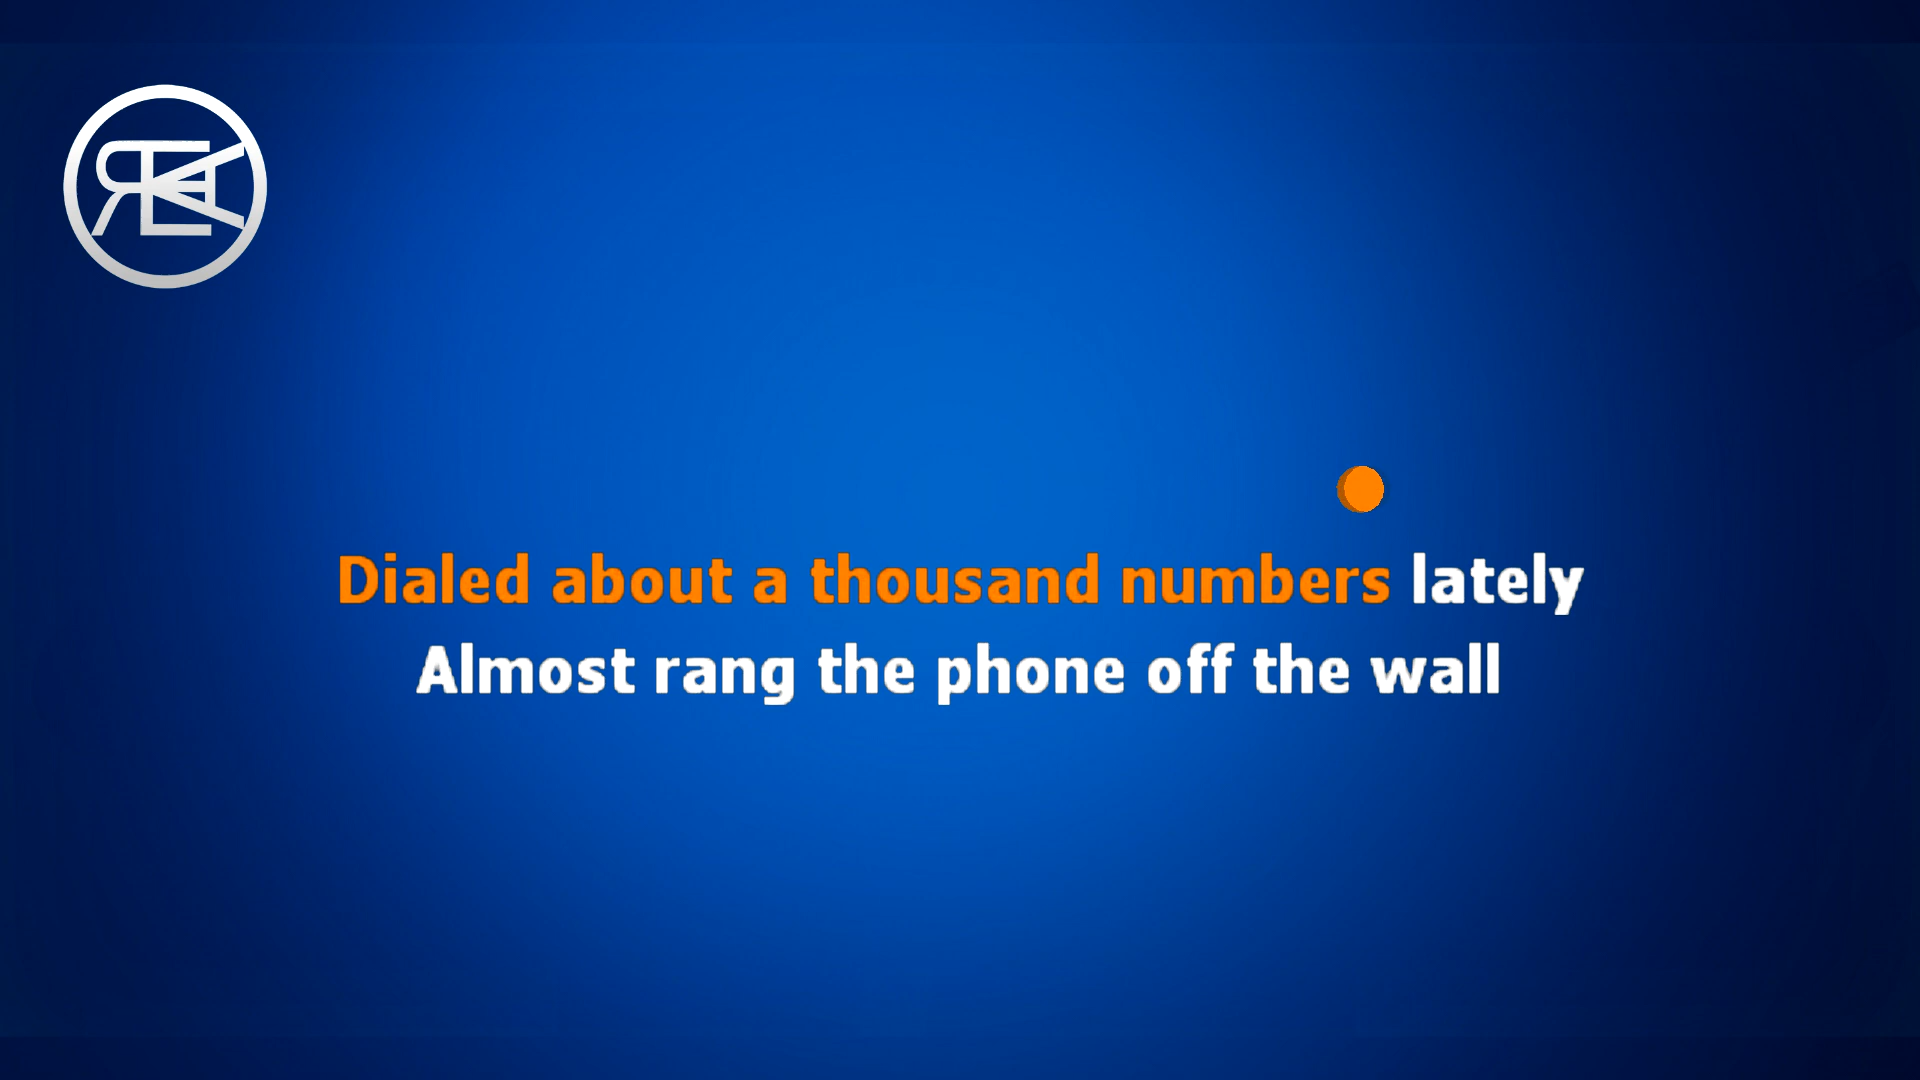 Dialed about a thousand numbers lately
Almost rang the phone off the wall